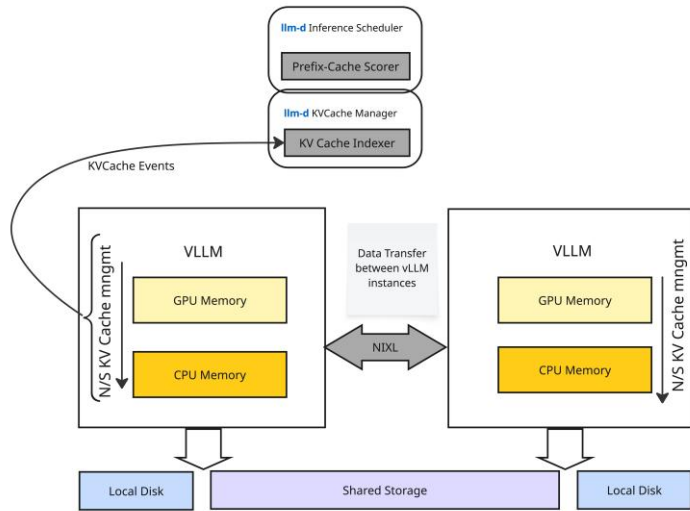 llm-d Inference Scheduler
Prefix-Cache Scorer
llm-d KVCache Manager
KV Cache Indexer
KVCache Events
N/S KV Cache mngmt
VLLM
GPU Memory
CPU Memory
Data Transfer
between vLLM
instances
NIXL
VLLM
GPU Memory
CPU Memory
N/S KV Cache mngmt
Local Disk
Shared Storage
Local Disk